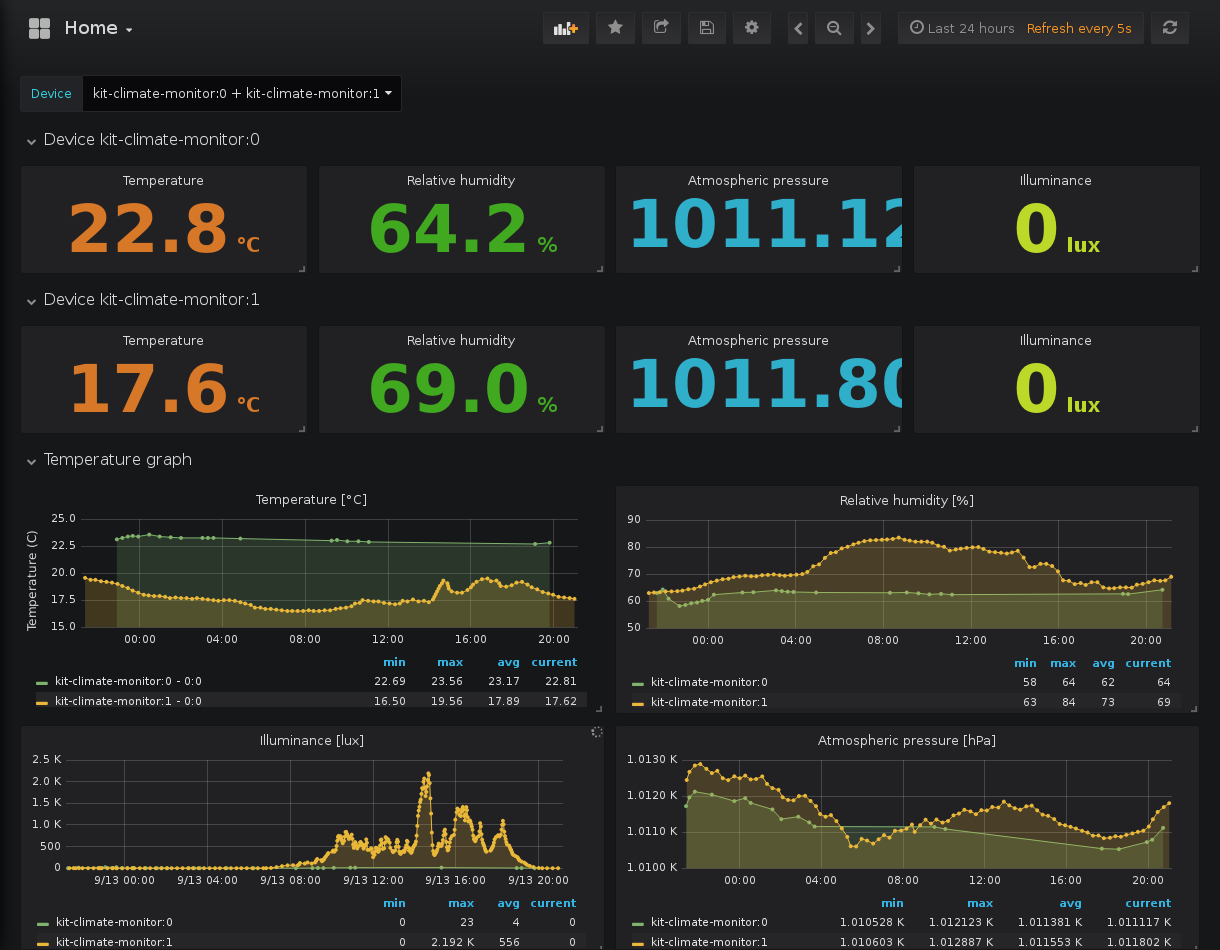 Home
Last 24 hours Refresh every 5s
Device kit-climate-monitor:0 + kit-climate-monitor:1
Device kit-climate-monitor:0
Temperature Relative humidity Atmospheric pressure Illuminance
22.8 °C 64.2 % 1011.12 0 lux
Device kit-climate-monitor:1
Temperature Relative humidity Atmospheric pressure Illuminance
17.6 °C 69.0 % 1011.80 0 lux
Temperature graph
Temperature [°C]
Temperature (C)
25.0
22.5
20.0
17.5
15.0
00:00 04:00 08:00 12:00 16:00 20:00
min max avg current
kit-climate-monitor:0 - 0:0 22.69 23.56 23.17 22.81
kit-climate-monitor:1 - 0:0 16.50 19.56 17.89 17.62
Relative humidity [%]
90
80
70
60
50
00:00 04:00 08:00 12:00 16:00 20:00
min max avg current
kit-climate-monitor:0 58 64 62 64
kit-climate-monitor:1 63 84 73 69
Illuminance [lux]
2.5 K
2.0 K
1.5 K
1.0 K
500
0
9/13 00:00 9/13 04:00 9/13 08:00 9/13 12:00 9/13 16:00 9/13 20:00
min max avg current
kit-climate-monitor:0 0 23 4 0
kit-climate-monitor:1 0 2.192 K 556 0
Atmospheric pressure [hPa]
1.0130 K
1.0120 K
1.0110 K
1.0100 K
00:00 04:00 08:00 12:00 16:00 20:00
min max avg current
kit-climate-monitor:0 1.010528 K 1.012123 K 1.011381 K 1.011117 K
kit-climate-monitor:1 1.010603 K 1.012887 K 1.011553 K 1.011802 K